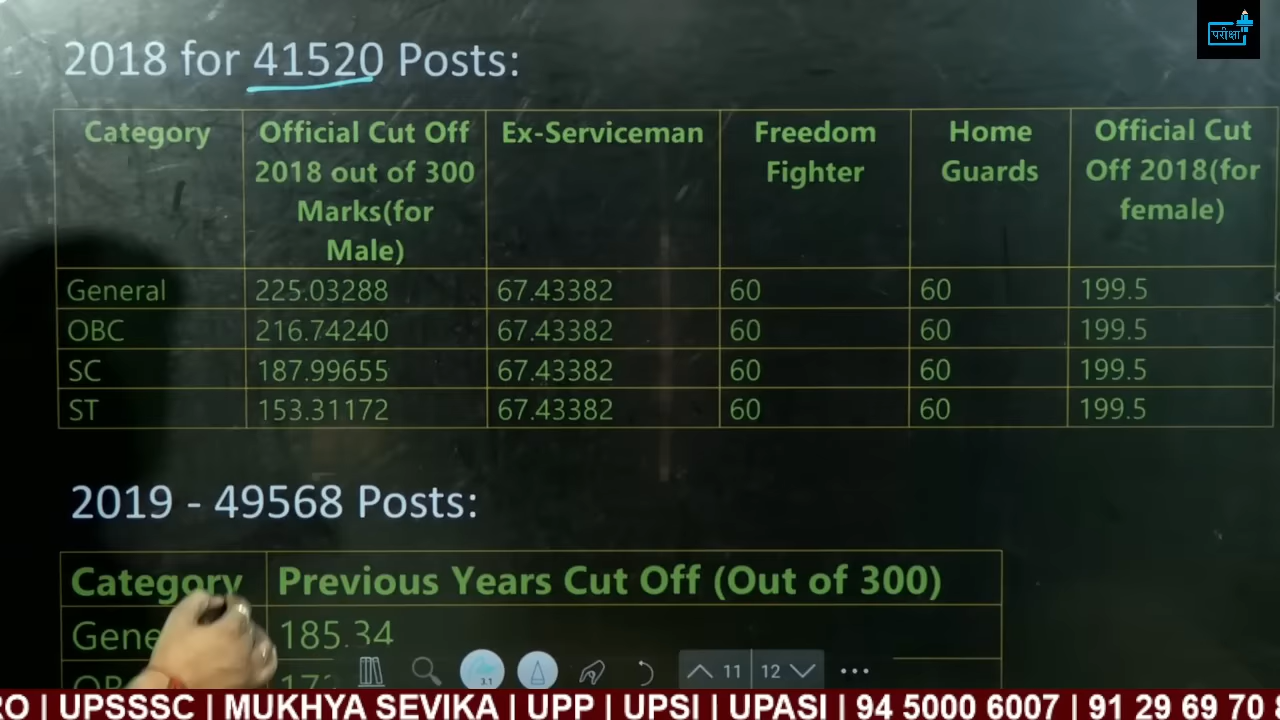 परीक्षा
2018 for 41520 Posts:
Category | Official Cut Off 2018 out of 300 Marks(for Male) | Ex-Serviceman | Freedom Fighter | Home Guards | Official Cut Off 2018(for female)
General | 225.03288 | 67.43382 | 60 | 60 | 199.5
OBC | 216.74240 | 67.43382 | 60 | 60 | 199.5
SC | 187.99655 | 67.43382 | 60 | 60 | 199.5
ST | 153.31172 | 67.43382 | 60 | 60 | 199.5
2019 - 49568 Posts:
Category | Previous Years Cut Off (Out of 300)
185.34
3.1
11 12
RO | UPSSSC | MUKHYA SEVIKA | UPP | UPSI | UPASI | 94 5000 6007 | 91 29 69 70